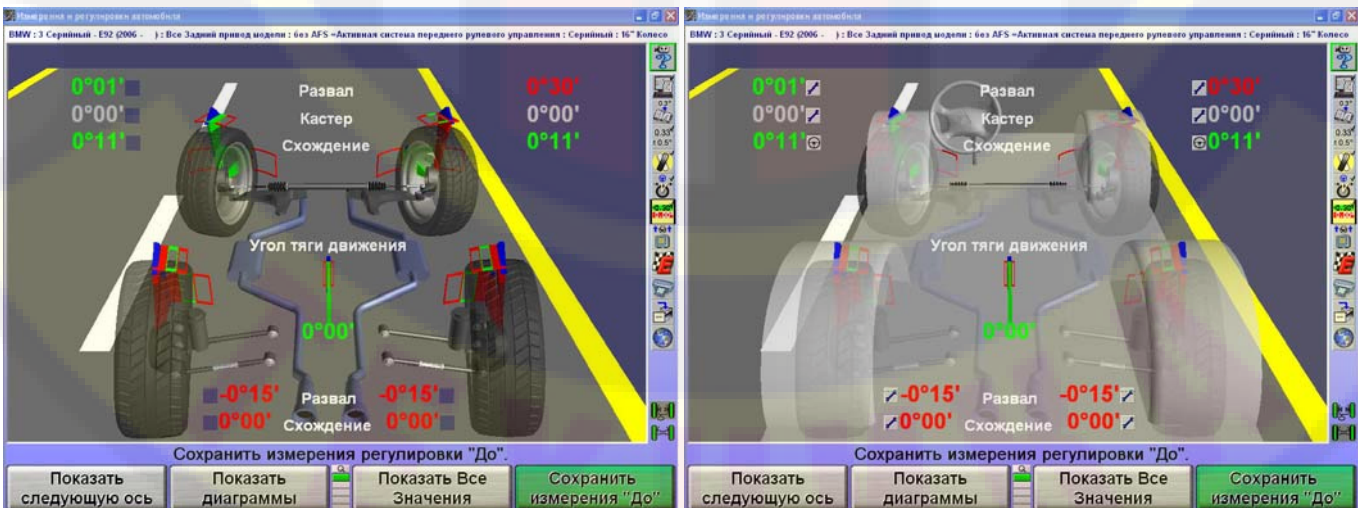 Измерения и регулировки автомобиля
BMW : 3 Серийный - E92 (2006 - ) : Все Задний привод модели : без AFS =Активная система переднего рулевого управления : Серийный : 16" Колесо
0°01' Развал 0°30'
0°00' Кастер 0°00'
0°11' Схождение 0°11'
Угол тяги движения
0°00'
-0°15' Развал -0°15'
0°00' Схождение 0°00'
Сохранить измерения регулировки "До".
Показать следующую ось
Показать диаграммы
Показать Все Значения
Сохранить измерения "До"
Измерения и регулировки автомобиля
BMW : 3 Серийный - E92 (2006 - ) : Все Задний привод модели : без AFS =Активная система переднего рулевого управления : Серийный : 16" Колесо
0°01' Развал 0°30'
0°00' Кастер 0°00'
0°11' Схождение 0°11'
Угол тяги движения
0°00'
-0°15' Развал -0°15'
0°00' Схождение 0°00'
Сохранить измерения регулировки "До".
Показать следующую ось
Показать диаграммы
Показать Все Значения
Сохранить измерения "До"